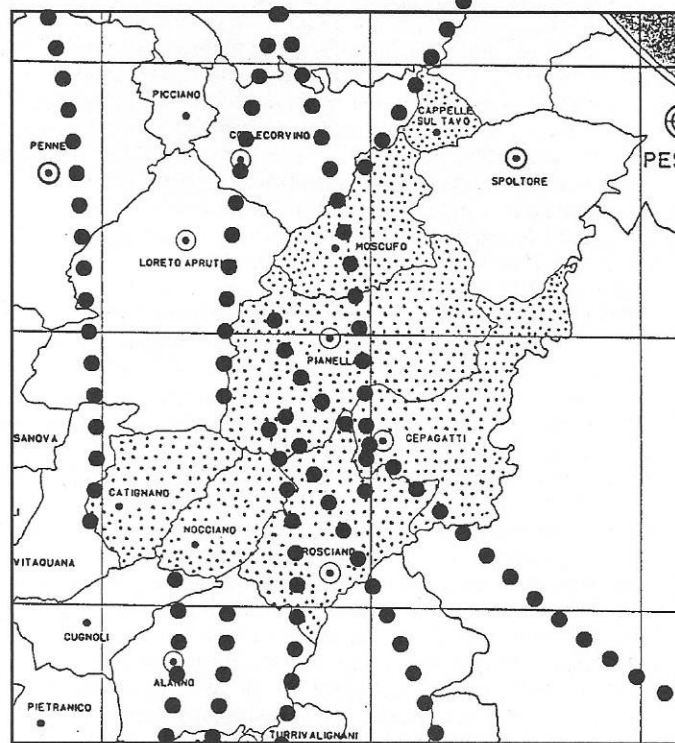 PICCIANO
CAPPELLE
SUL TAVO
COLLECORVINO
PENNE
PES
SPOLTORE
MOSCUFO
LORETO APRUTI
PIANELLA
SANOVA
CEPAGATTI
CATIGNANO
NOCCIANO
ROSCIANO
VITAQUANA
CUGNOLI
ALANNO
PIETRANICO
TURRIVALIGNANI